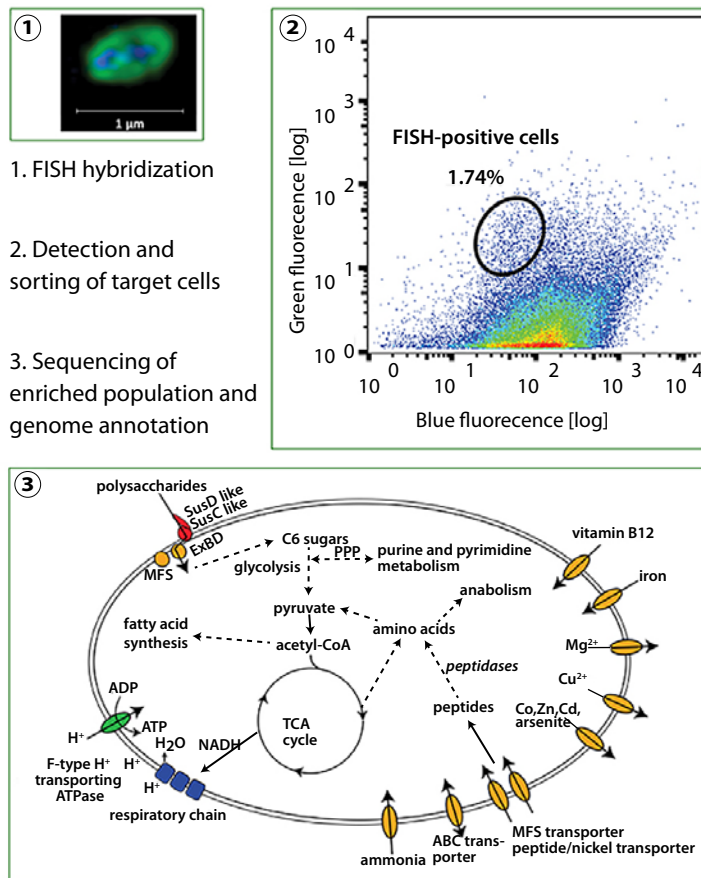 1
1 µm
1. FISH hybridization
2. Detection and
sorting of target cells
3. Sequencing of
enriched population and
genome annotation
2
Green fluorecence [log]
10 4
10 3
10 2
10 1
10 0
FISH-positive cells
1.74%
10 0
10 1
10 2
10 3
10 4
Blue fluorecence [log]
3
polysaccharides
SusD like
SusC like
ExBD
MFS
C6 sugars
glycolysis
PPP
purine and pyrimidine
metabolism
pyruvate
fatty acid
synthesis
acetyl-CoA
amino acids
anabolism
peptidases
peptides
TCA
cycle
NADH
ADP
ATP
H+
F-type H+
transporting
ATPase
H+
H2O
H+
respiratory chain
vitamin B12
iron
Mg2+
Cu2+
Co,Zn,Cd,
arsenite
ammonia
ABC trans-
porter
MFS transporter
peptide/nickel transporter